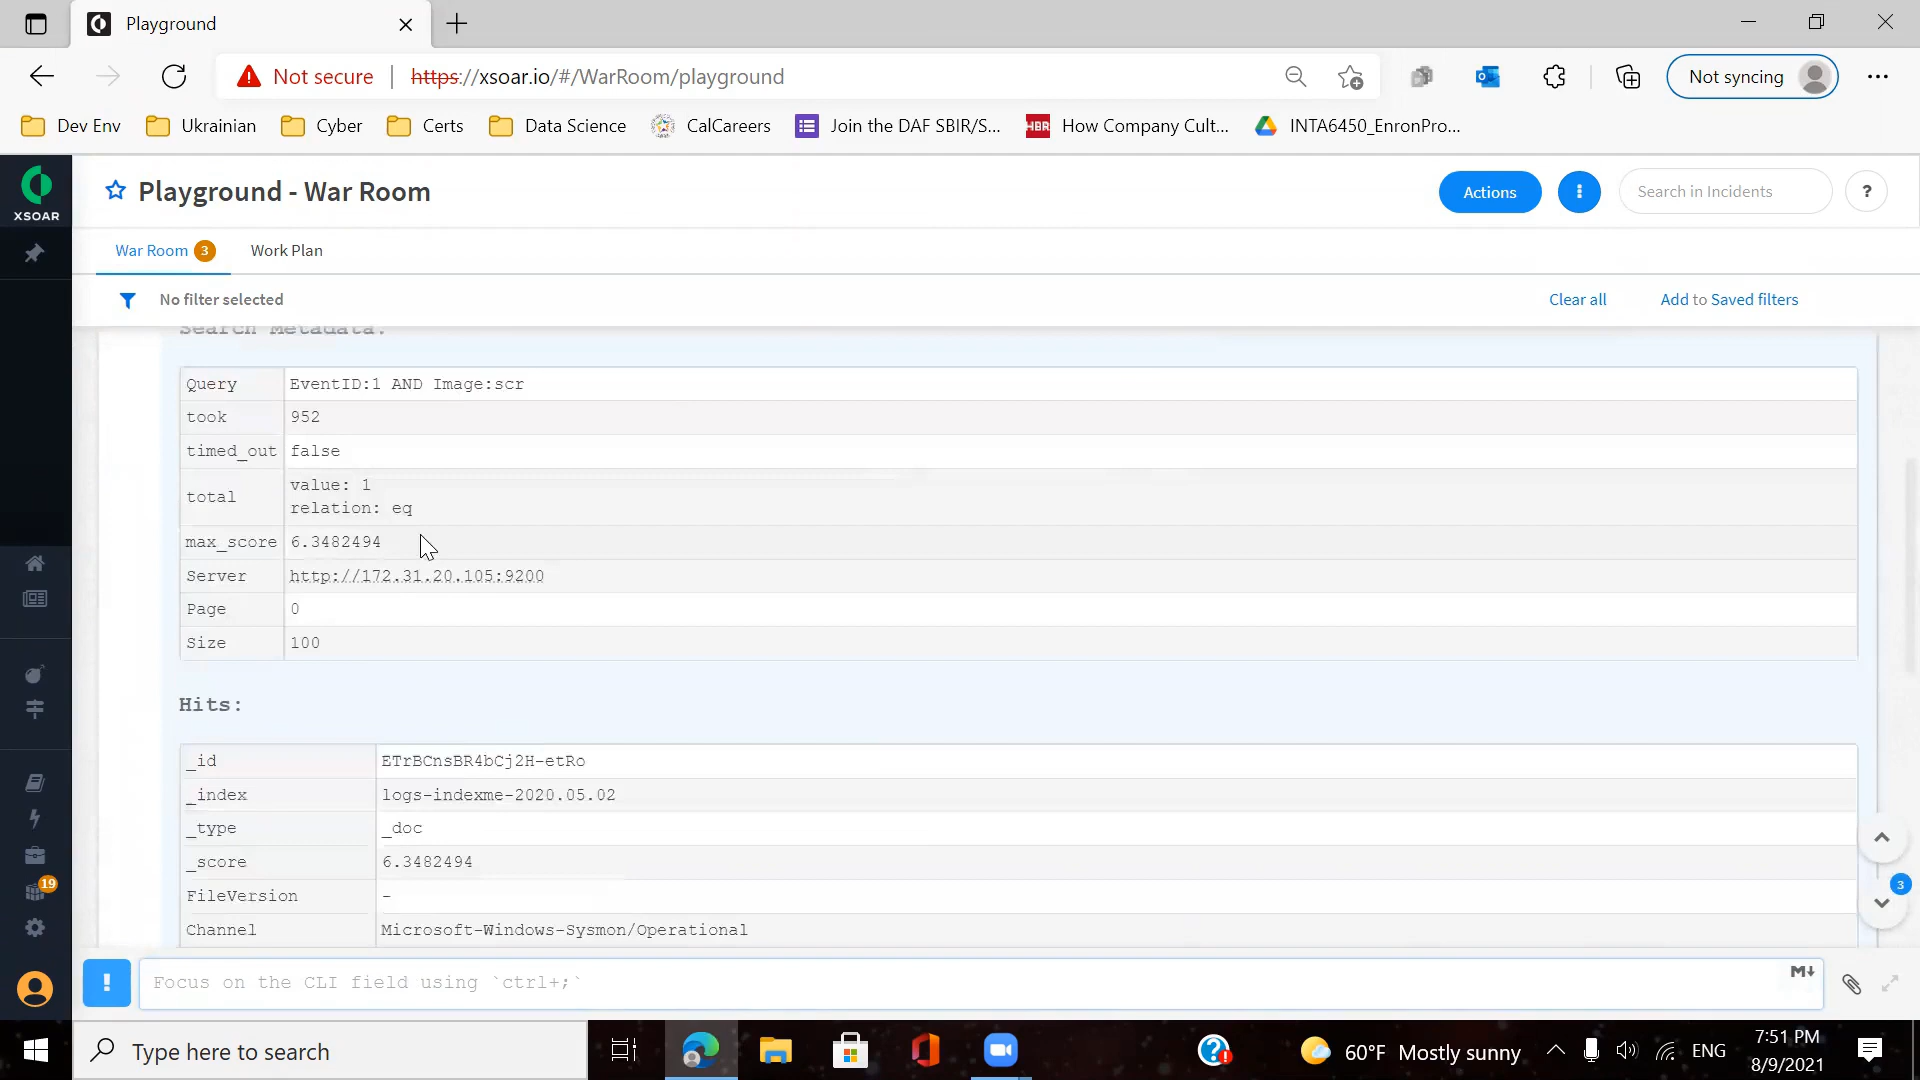 Playground
Not secure
https://xsoar.io/#/WarRoom/playground
Not syncing
Dev Env
Ukrainian
Cyber
Certs
Data Science
CalCareers
Join the DAF SBIR/S...
HBR
How Company Cult...
INTA6450_EnronPro...
XSOAR
Playground - War Room
Actions
Search in Incidents
?
War Room 3
Work Plan
No filter selected
Clear all
Add to Saved filters
Search Metadata:
Query EventID:1 AND Image:scr
took 952
timed_out false
total value: 1
relation: eq
max_score 6.3482494
Server http://172.31.20.105:9200
Page 0
Size 100
Hits:
_id ETrBCnsBR4bCj2H-etRo
_index logs-indexme-2020.05.02
_type _doc
_score 6.3482494
FileVersion -
Channel Microsoft-Windows-Sysmon/Operational
19
3
!
Focus on the CLI field using `ctrl+;`
M↓
Type here to search
60°F Mostly sunny
ENG
7:51 PM
8/9/2021